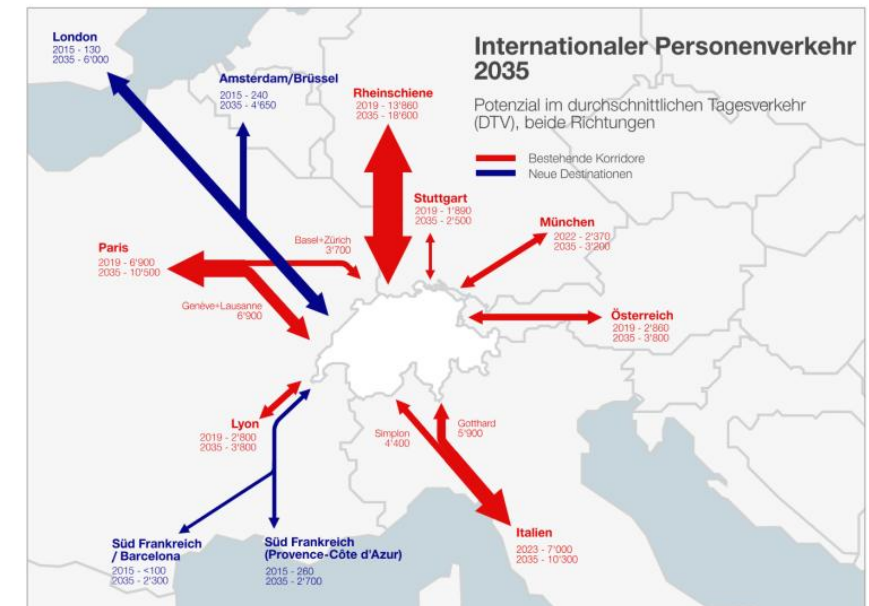 Internationaler Personenverkehr
2035
Potenzial im durchschnittlichen Tagesverkehr
(DTV), beide Richtungen
Bestehende Korridore
Neue Destinationen
London
2015 - 130
2035 - 6'000
Amsterdam/Brüssel
2015 - 240
2035 - 4'650
Rheinschiene
2019 - 13'860
2035 - 18'600
Stuttgart
2019 - 1'890
2035 - 2'500
München
2022 - 2'370
2035 - 3'200
Paris
2019 - 6'900
2035 - 10'500
Basel+Zürich
3'700
Genève+Lausanne
6'900
Österreich
2019 - 2'860
2035 - 3'800
Lyon
2019 - 2'800
2035 - 3'800
Simplon
4'400
Gotthard
5'900
Italien
2023 - 7'000
2035 - 10'300
Süd Frankreich
/ Barcelona
2015 - <100
2035 - 2'300
Süd Frankreich
(Provence-Côte d'Azur)
2015 - 260
2035 - 2'700